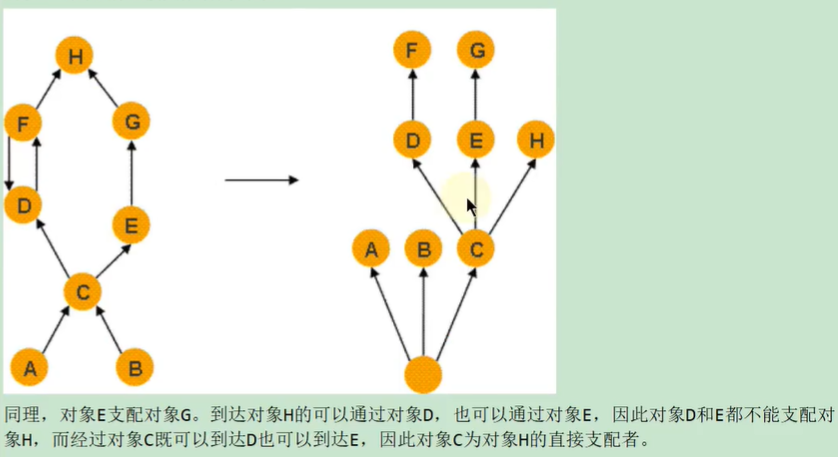 H
F G
F G
D E H
D
E
A B C
C
A B
同理，对象E支配对象G。到达对象H的可以通过对象D，也可以通过对象E，因此对象D和E都不能支配对
象H，而经过对象C既可以到达D也可以到达E，因此对象C为对象H的直接支配者。